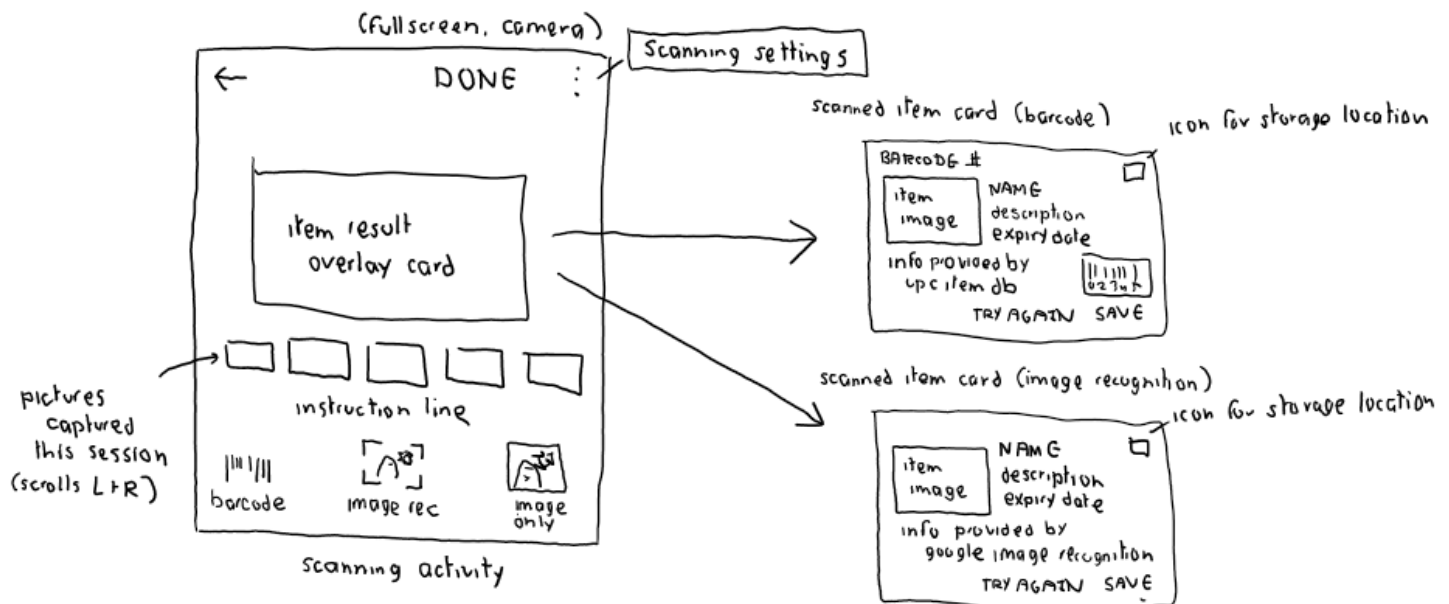 (fullscreen, camera)
Scanning settings
← DONE ⋮
item result
overlay card
pictures
captured
this session
(scrolls L+R)
instruction line
barcode
image rec
image
only
scanning activity
scanned item card (barcode)
icon for storage location
BARCODE #
item
image
NAME
description
expiry date
info provided by
upc item db
TRY AGAIN SAVE
scanned item card (image recognition)
icon for storage location
item
image
NAME
description
expiry date
info provided by
google image recognition
TRY AGAIN SAVE